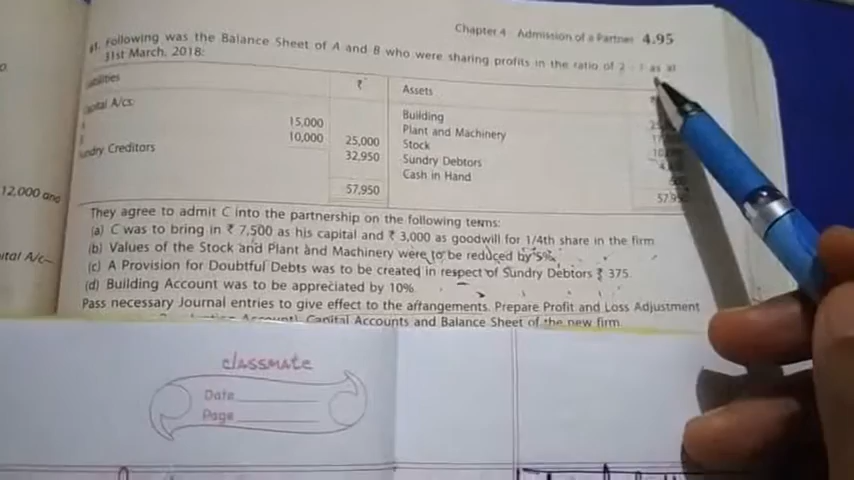 Chapter 4 Admission of a Partner 4.95
Following was the Balance Sheet of A and B who were sharing profits in the ratio of 2 : 1 as at
31st March, 2018:
₹ Assets
Capital A/cs:
Building
15,000 Plant and Machinery
10,000 25,000 Stock
Sundry Creditors 32,950 Sundry Debtors
Cash in Hand
57,950
12,000 and
They agree to admit C into the partnership on the following terms:
(a) C was to bring in ₹ 7,500 as his capital and ₹ 3,000 as goodwill for 1/4th share in the firm
(b) Values of the Stock and Plant and Machinery were to be reduced by 5%.
(c) A Provision for Doubtful Debts was to be created in respect of Sundry Debtors ₹ 375.
(d) Building Account was to be appreciated by 10%.
Pass necessary Journal entries to give effect to the arrangements. Prepare Profit and Loss Adjustment
Capital Accounts and Balance Sheet of the new firm.
ital A/c
classmate
Date
Page